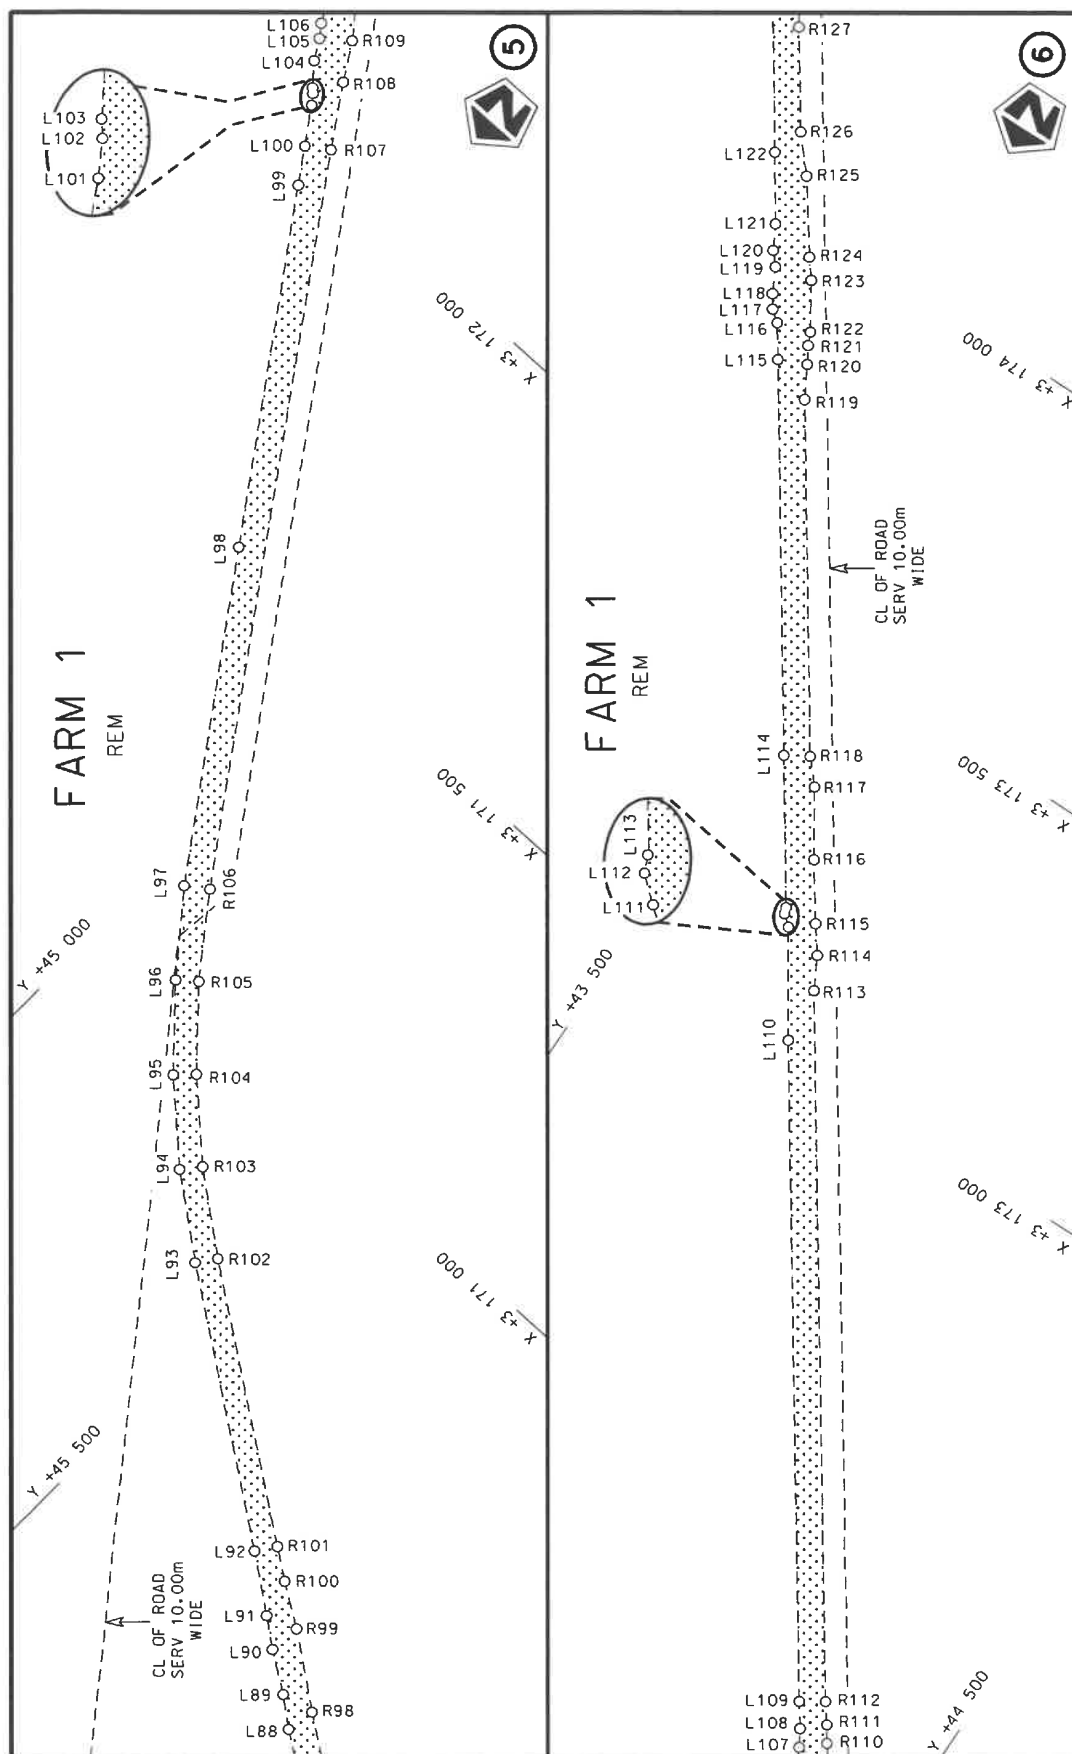 L106
L105
R109
L104
R108
L103
L102
L101
L100
R107
L99
5
X +3 172 000
L98
FARM 1
REM
X +3 171 500
L97
R106
Y +45 000
L96
R105
L95
R104
L94
R103
L93
R102
X +3 171 000
Y +45 500
L92
R101
R100
CL OF ROAD
SERV 10.00m
WIDE
L91
R99
L90
L89
R98
L88
R127
6
R126
L122
R125
L121
L120
R124
L119
R123
L118
L117
L116
R122
R121
L115
R120
R119
X +3 174 000
CL OF ROAD
SERV 10.00m
WIDE
FARM 1
REM
L114
R118
R117
X +3 173 500
L113
L112
L111
R116
R115
R114
R113
Y +43 500
L110
X +3 173 000
L109
R112
L108
R111
L107
R110
Y +44 500